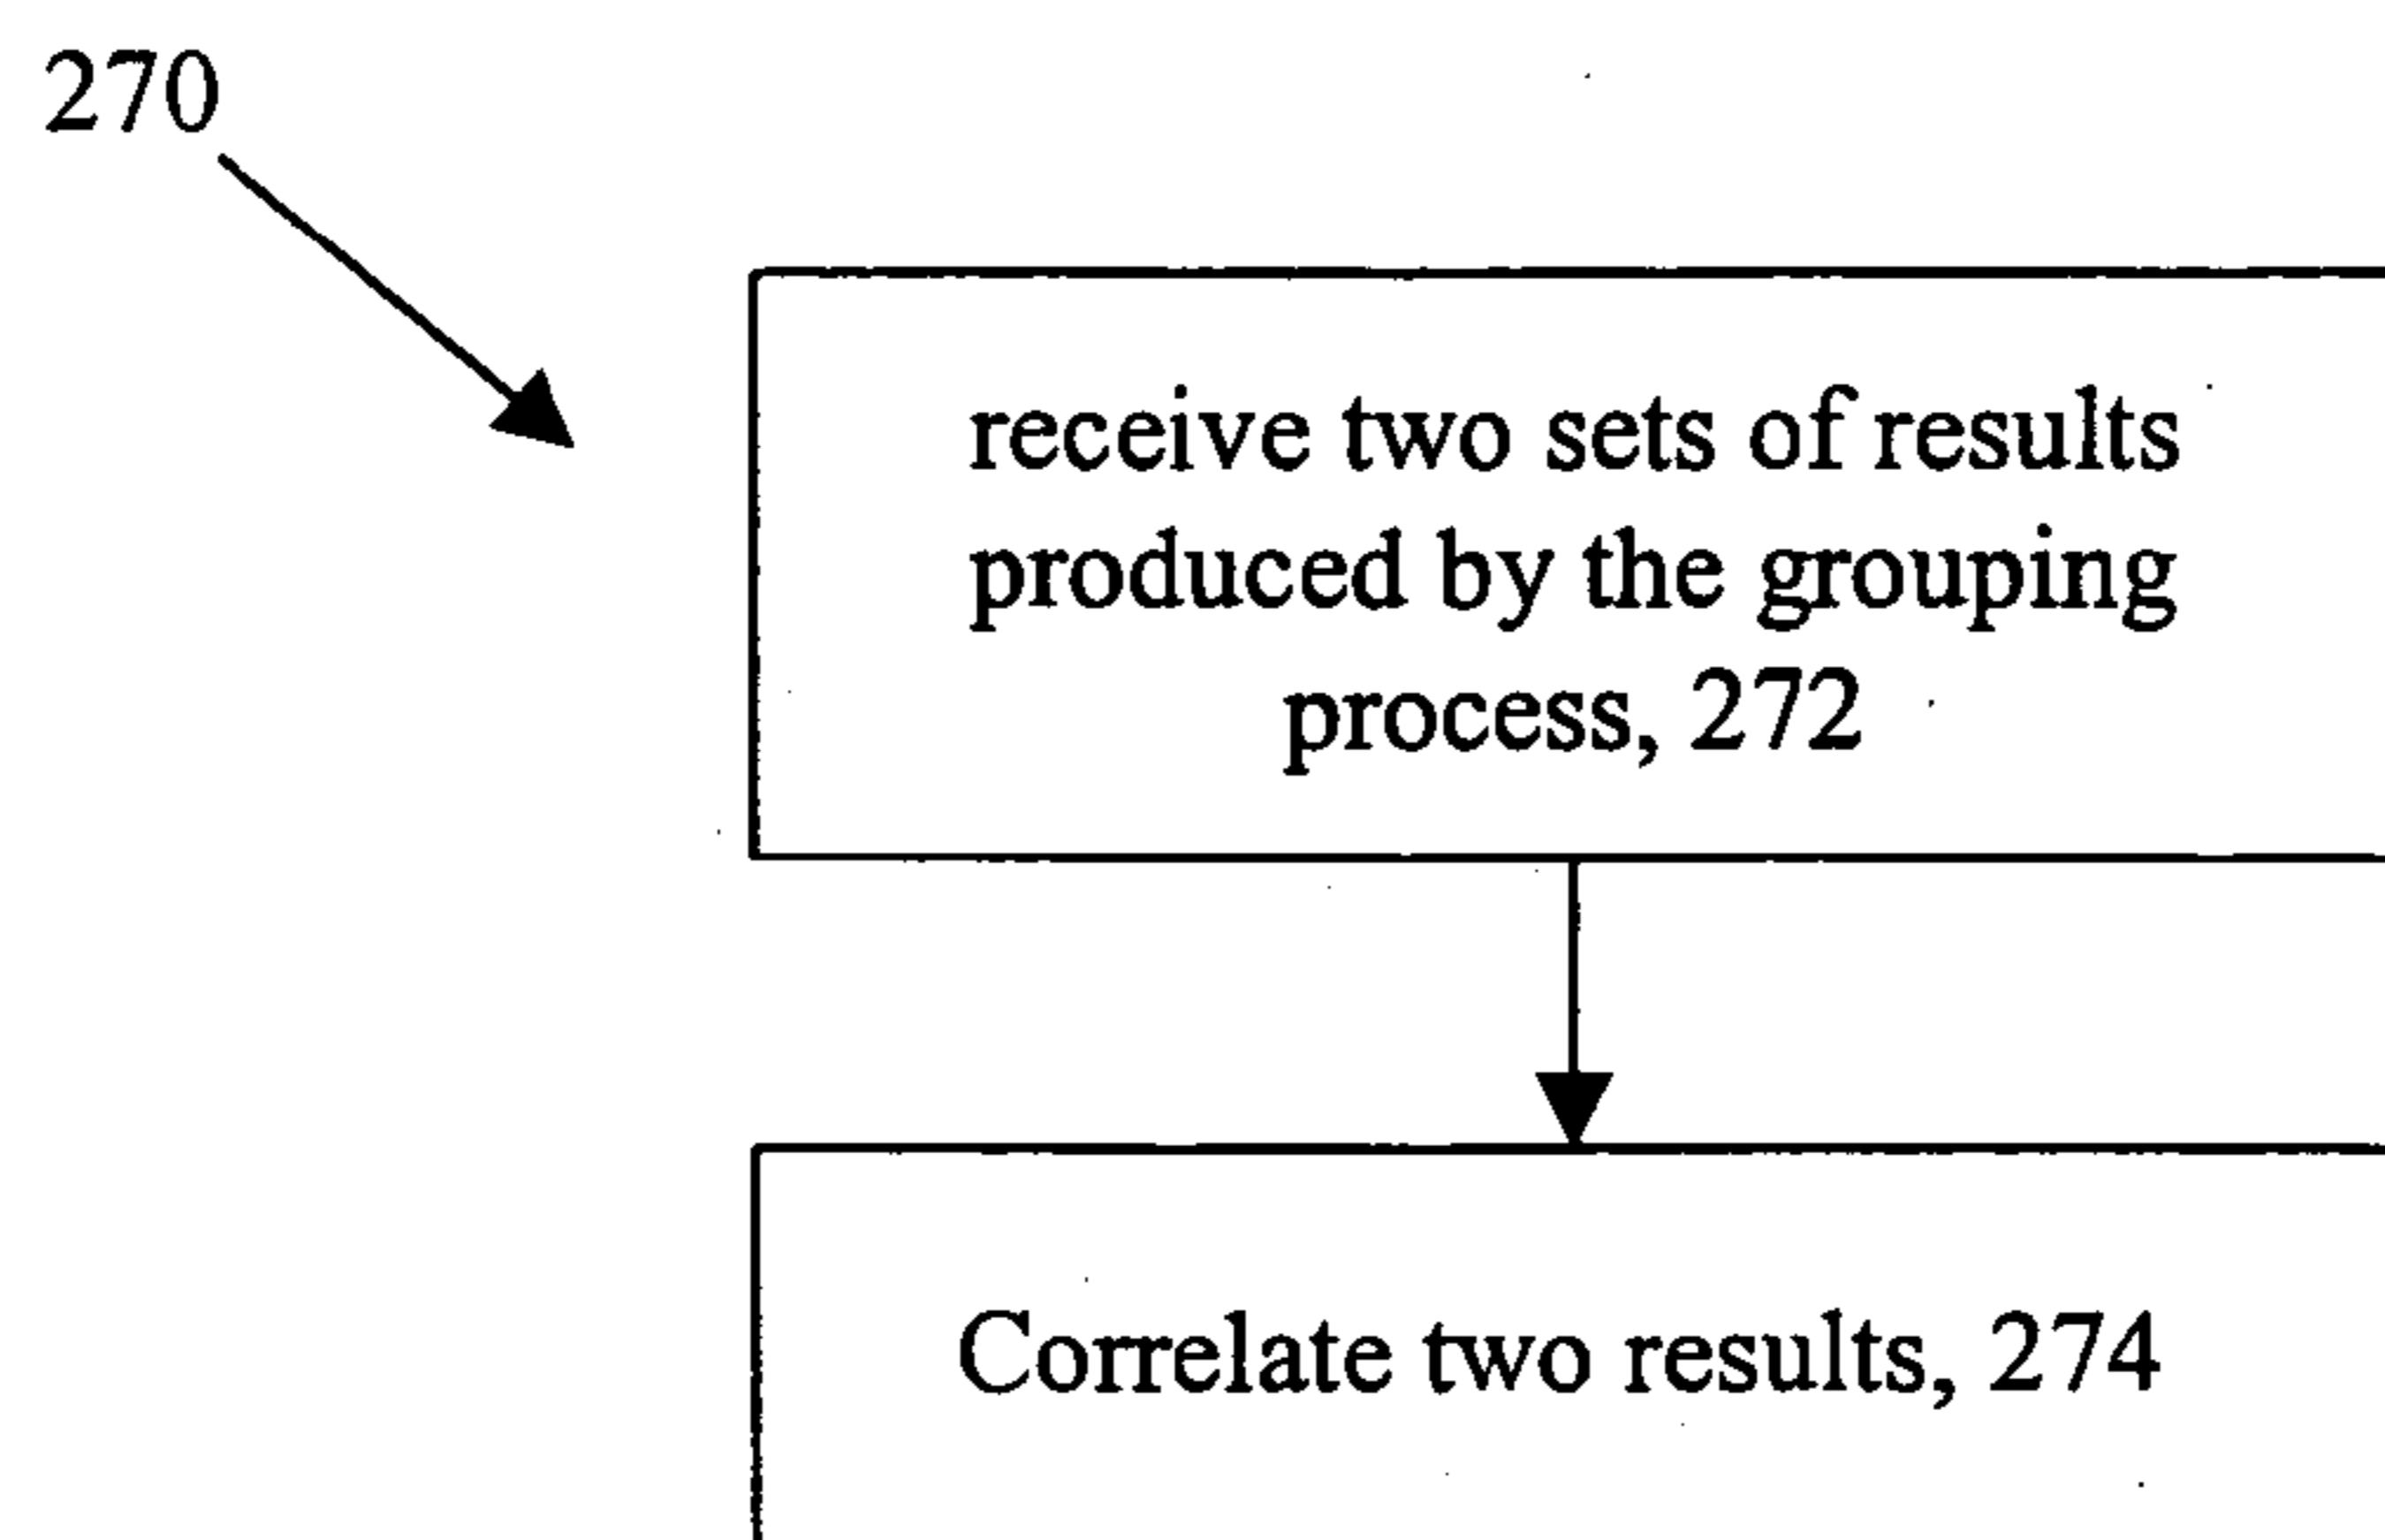 270
receive two sets of results
produced by the grouping
process, 272
Correlate two results, 274